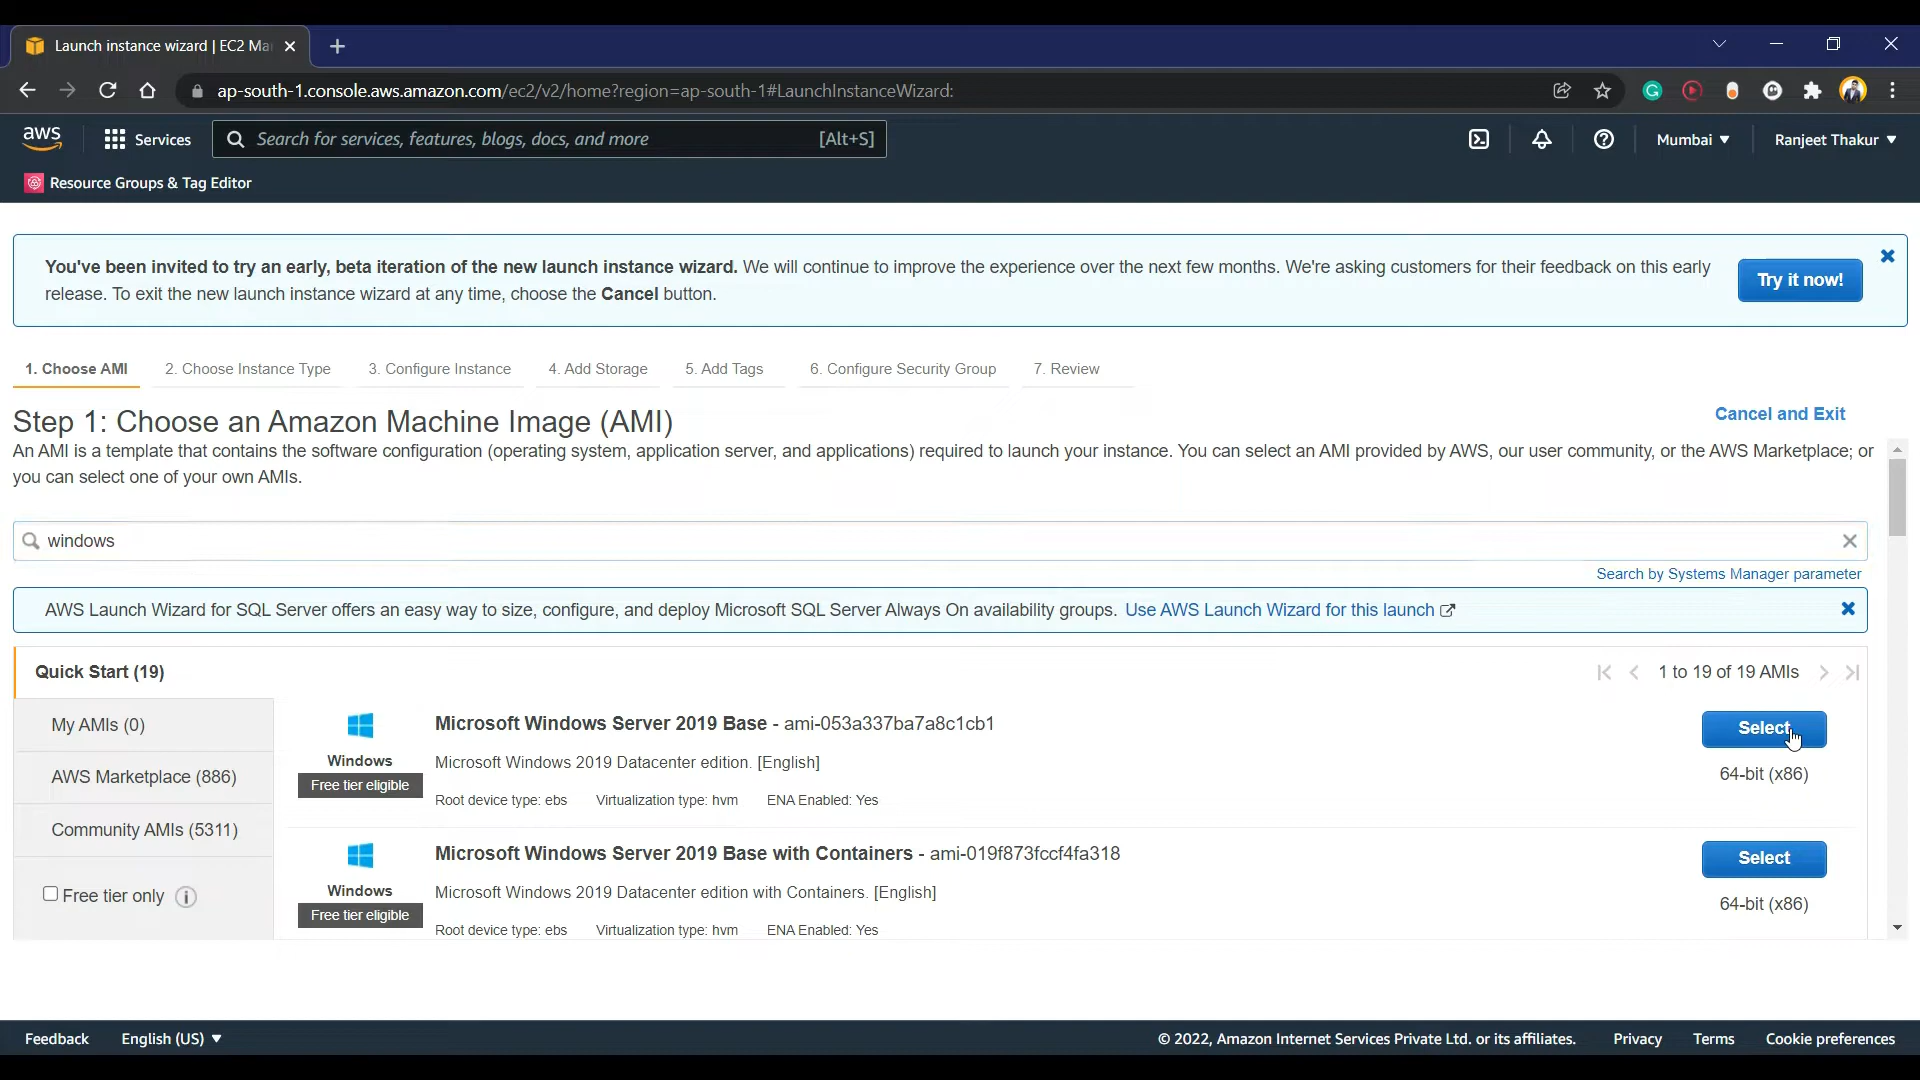 Launch instance wizard | EC2 Ma
ap-south-1.console.aws.amazon.com/ec2/v2/home?region=ap-south-1#LaunchInstanceWizard:
aws Services Search for services, features, blogs, docs, and more [Alt+S] Mumbai Ranjeet Thakur
Resource Groups & Tag Editor
You've been invited to try an early, beta iteration of the new launch instance wizard. We will continue to improve the experience over the next few months. We're asking customers for their feedback on this early
release. To exit the new launch instance wizard at any time, choose the Cancel button.
Try it now!
1. Choose AMI 2. Choose Instance Type 3. Configure Instance 4. Add Storage 5. Add Tags 6. Configure Security Group 7. Review
Step 1: Choose an Amazon Machine Image (AMI)
Cancel and Exit
An AMI is a template that contains the software configuration (operating system, application server, and applications) required to launch your instance. You can select an AMI provided by AWS, our user community, or the AWS Marketplace; or
you can select one of your own AMIs.
windows
Search by Systems Manager parameter
AWS Launch Wizard for SQL Server offers an easy way to size, configure, and deploy Microsoft SQL Server Always On availability groups. Use AWS Launch Wizard for this launch
Quick Start (19)
1 to 19 of 19 AMIs
My AMIs (0)
AWS Marketplace (886)
Community AMIs (5311)
Free tier only
Windows
Free tier eligible
Microsoft Windows Server 2019 Base - ami-053a337ba7a8c1cb1
Microsoft Windows 2019 Datacenter edition. [English]
Root device type: ebs Virtualization type: hvm ENA Enabled: Yes
Select
64-bit (x86)
Windows
Free tier eligible
Microsoft Windows Server 2019 Base with Containers - ami-019f873fccf4fa318
Microsoft Windows 2019 Datacenter edition with Containers. [English]
Root device type: ebs Virtualization type: hvm ENA Enabled: Yes
Select
64-bit (x86)
Feedback English (US) © 2022, Amazon Internet Services Private Ltd. or its affiliates. Privacy Terms Cookie preferences